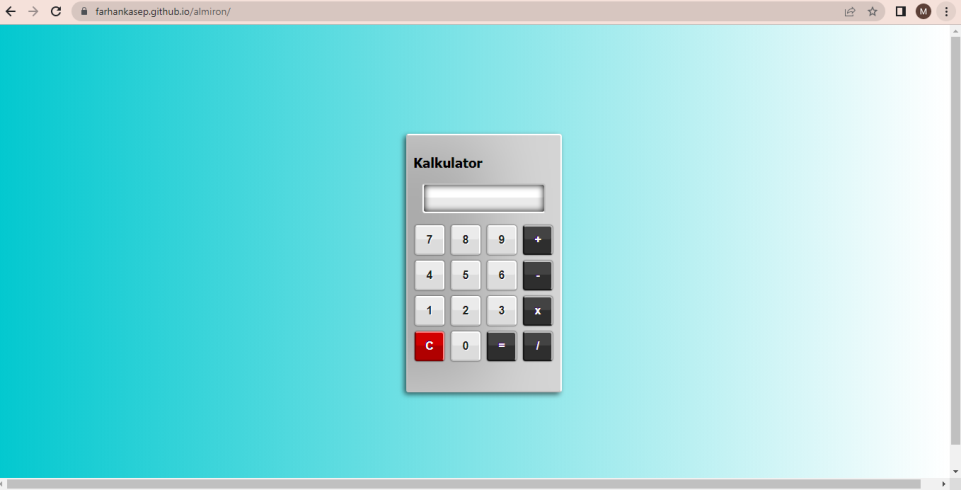 farhankasep.github.io/almiron/
M
Kalkulator
7 8 9 +
4 5 6 -
1 2 3 x
C 0 = /